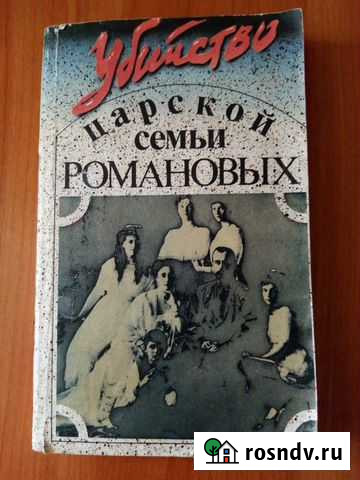 Убийство
царской
семьи
РОМАНОВЫХ
rosndv.ru